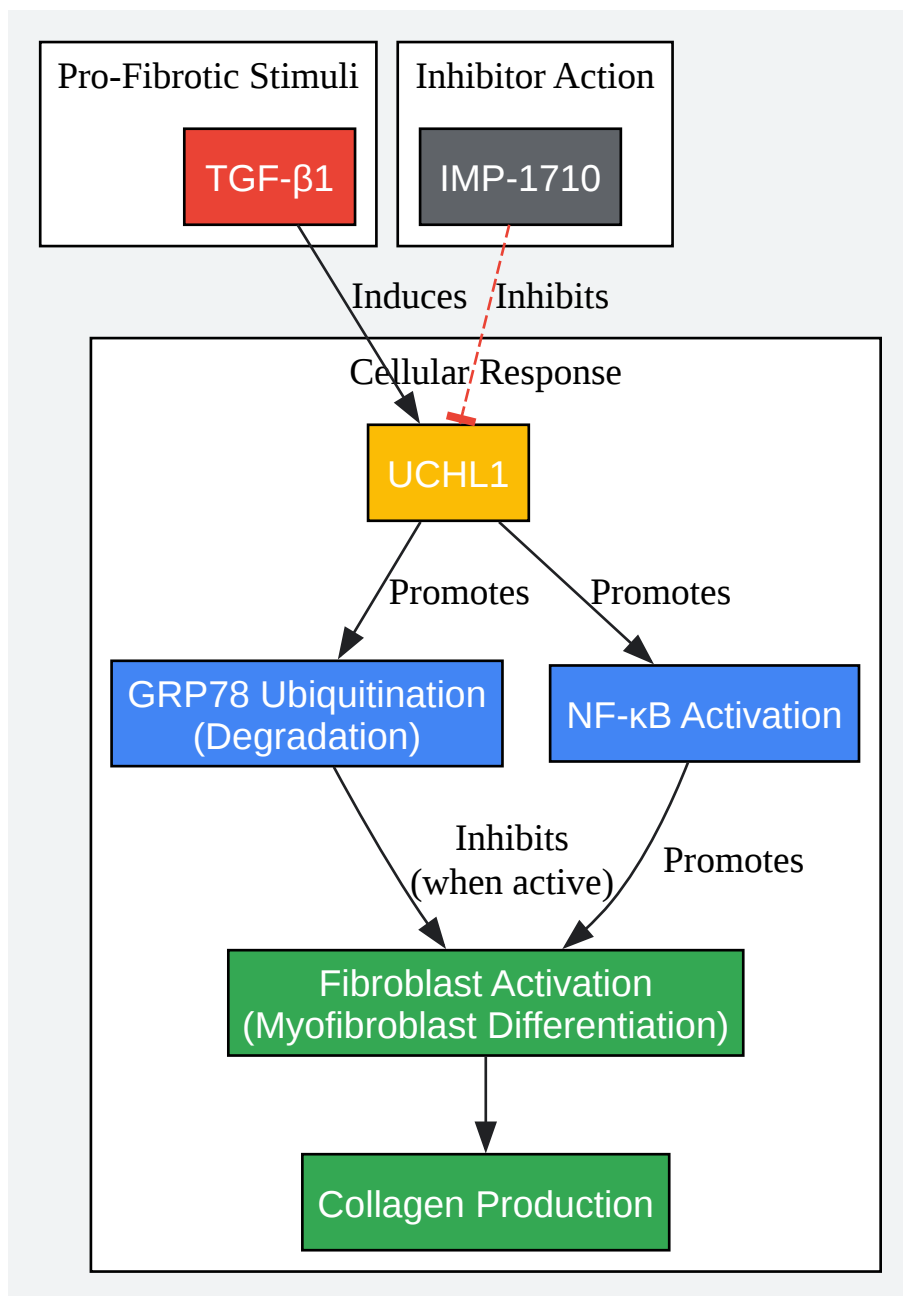 Pro-Fibrotic Stimuli
Inhibitor Action
TGF-β1
IMP-1710
Induces
Inhibits
Cellular Response
UCHL1
Promotes
Promotes
GRP78 Ubiquitination
(Degradation)
NF-κB Activation
Inhibits
(when active)
Promotes
Fibroblast Activation
(Myofibroblast Differentiation)
Collagen Production